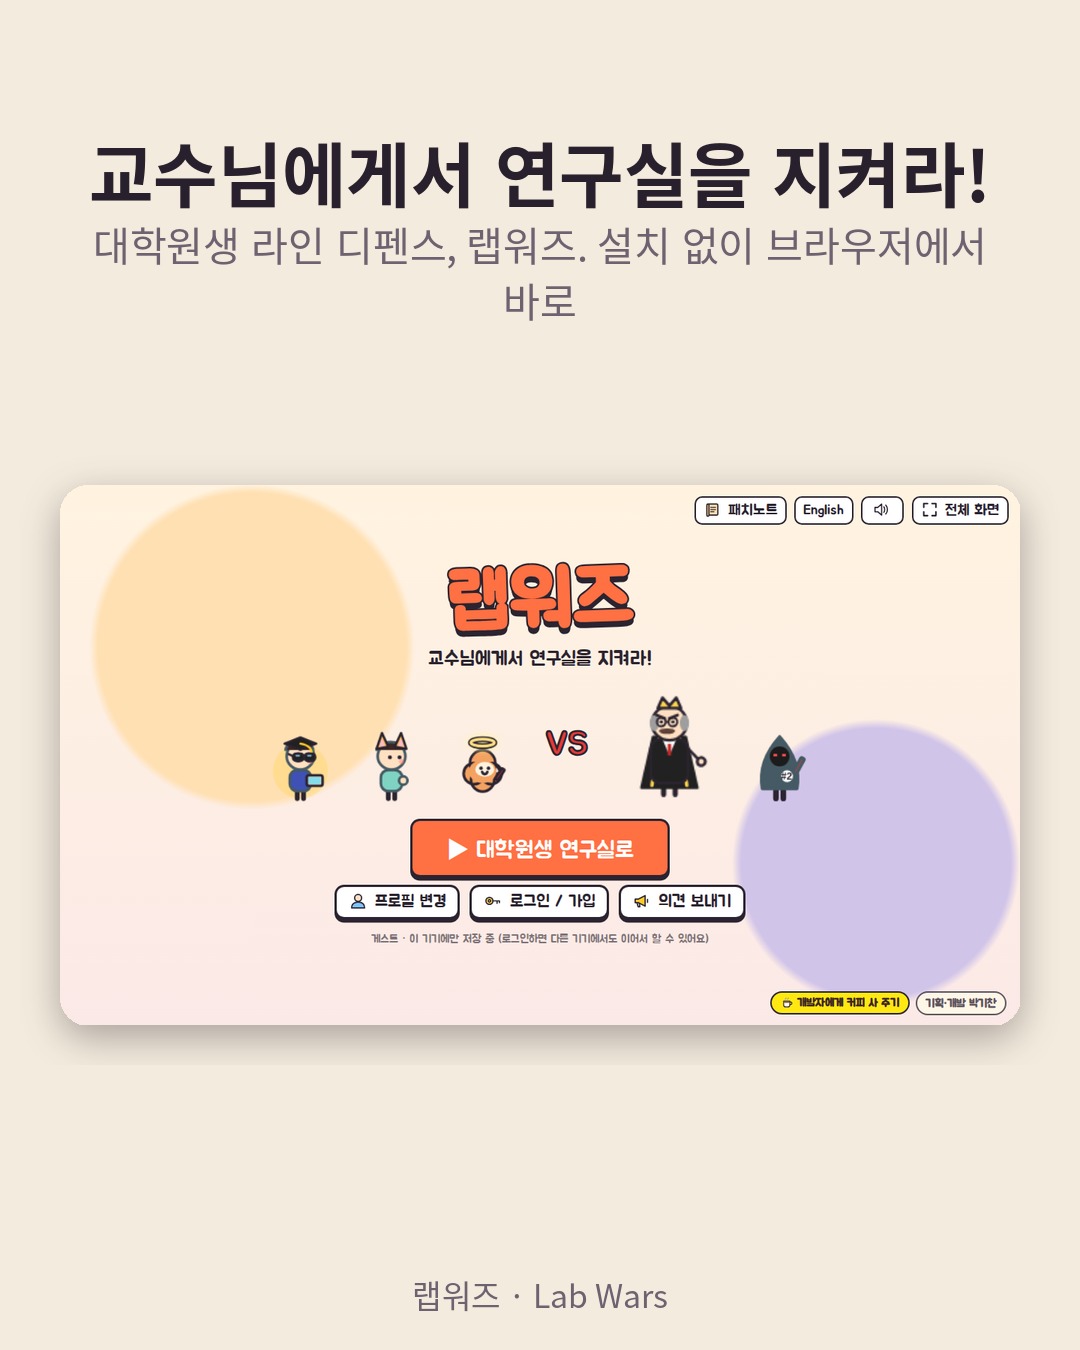 교수님에게서 연구실을 지켜라!
대학원생 라인 디펜스, 랩워즈. 설치 없이 브라우저에서
바로
패치노트
English
전체 화면
랩워즈
교수님에게서 연구실을 지켜라!
VS
#2
▶ 대학원생 연구실로
프로필 변경
로그인 / 가입
의견 보내기
게스트 · 이 기기에만 저장 중 (로그인하면 다른 기기에서도 이어서 할 수 있어요)
개발자에게 커피 사 주기
기획·개발 박기찬
랩워즈 · Lab Wars